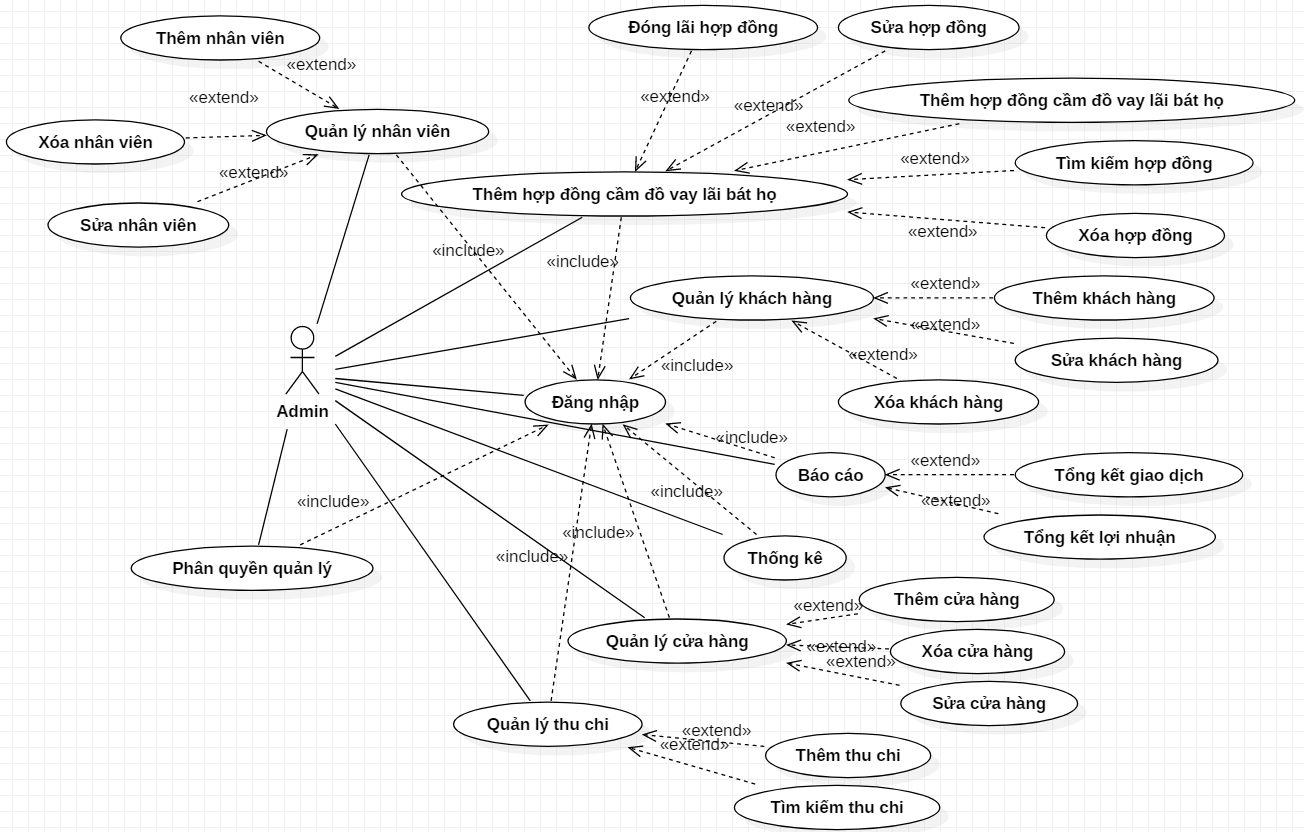 Đóng lãi hợp đồng
Sửa hợp đồng
Thêm nhân viên
«extend»
«extend»
«extend»
«extend»
Thêm hợp đồng cầm đồ vay lãi bát họ
«extend»
Quản lý nhân viên
Xóa nhân viên
«extend»
Tìm kiếm hợp đồng
«extend»
Thêm hợp đồng cầm đồ vay lãi bát họ
Sửa nhân viên
«extend»
Xóa hợp đồng
«include»
«include»
«extend»
Quản lý khách hàng
Thêm khách hàng
«extend»
«extend»
Sửa khách hàng
«include»
Đăng nhập
Xóa khách hàng
Admin
«include»
«extend»
Báo cáo
Tổng kết giao dịch
«include»
«include»
«extend»
«include»
Tổng kết lợi nhuận
«include»
Thống kê
Phân quyền quản lý
«extend»
Thêm cửa hàng
Quản lý cửa hàng
«extend»
Xóa cửa hàng
«extend»
Sửa cửa hàng
Quản lý thu chi
«extend»
«extend»
Thêm thu chi
Tìm kiếm thu chi